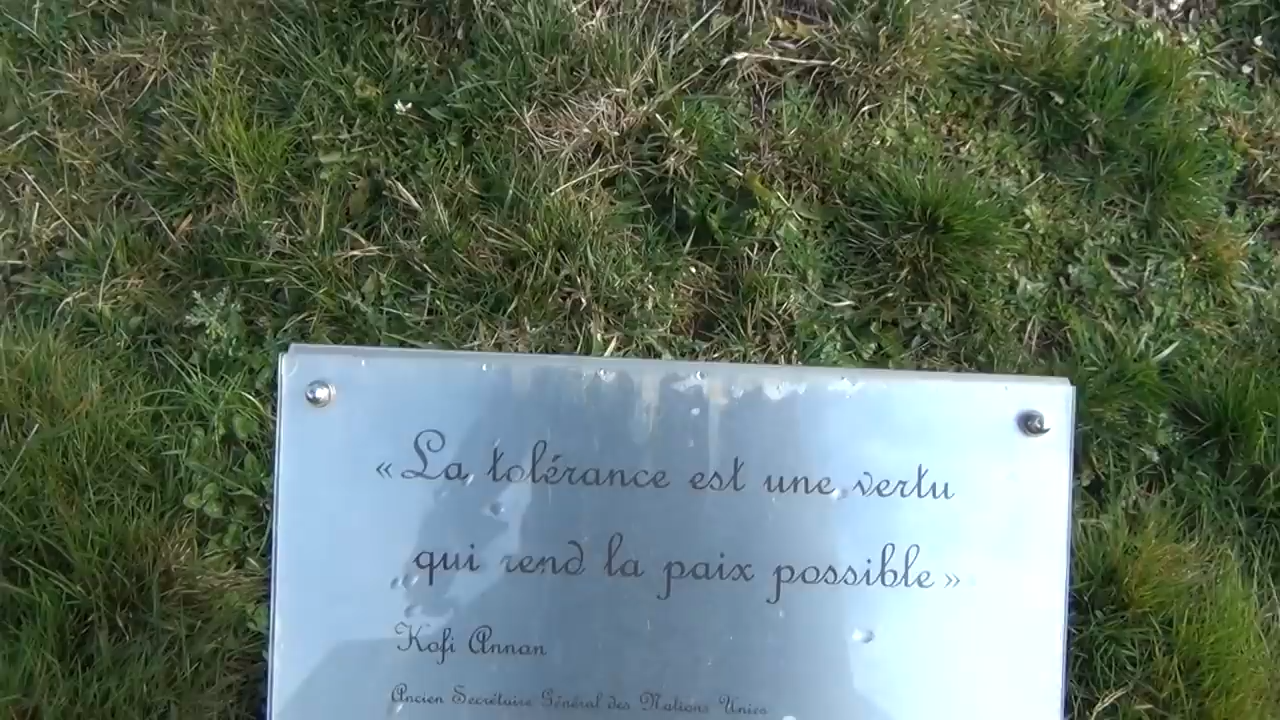 « La tolérance est une vertu
qui rend la paix possible »
Kofi Annan
Ancien Secrétaire Général des Nations Unies